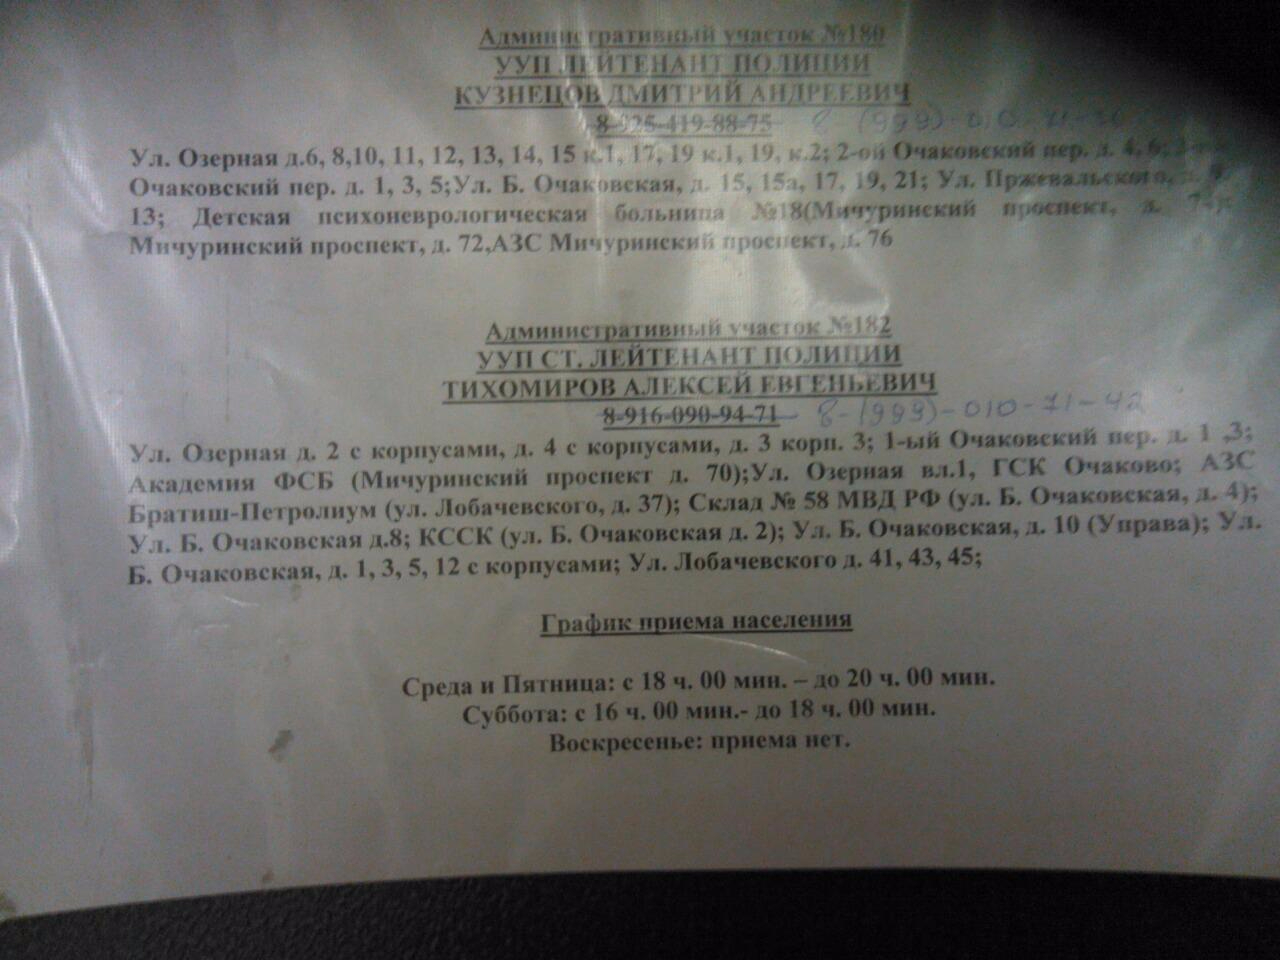 Административный участок №180
УУП ЛЕЙТЕНАНТ ПОЛИЦИИ
КУЗНЕЦОВ ДМИТРИЙ АНДРЕЕВИЧ
8-925-419-88-75 8 (999)-010-71-
Ул. Озерная д.6, 8,10, 11, 12, 13, 14, 15 к.1, 17, 19 к.1, 19, к.2; 2-ой Очаковский пер. д. 4, 6;
Очаковский пер. д. 1, 3, 5;Ул. Б. Очаковская, д. 15, 15а, 17, 19, 21; Ул. Пржевальского, д. 9,
13; Детская психоневрологическая больница №18(Мичуринский проспект, д.
Мичуринский проспект, д. 72,АЗС Мичуринский проспект, д. 76
Административный участок №182
УУП СТ. ЛЕЙТЕНАНТ ПОЛИЦИИ
ТИХОМИРОВ АЛЕКСЕЙ ЕВГЕНЬЕВИЧ
8-916-090-94-71 8-(999)-010-71-42
Ул. Озерная д. 2 с корпусами, д. 4 с корпусами, д. 3 корп. 3; 1-ый Очаковский пер. д. 1 ,3;
Академия ФСБ (Мичуринский проспект д. 70);Ул. Озерная вл.1, ГСК Очаково; АЗС
Братиш-Петролиум (ул. Лобачевского, д. 37); Склад № 58 МВД РФ (ул. Б. Очаковская, д. 4);
Ул. Б. Очаковская д.8; КССК (ул. Б. Очаковская д. 2); Ул. Б. Очаковская, д. 10 (Управа); Ул.
Б. Очаковская, д. 1, 3, 5, 12 с корпусами; Ул. Лобачевского д. 41, 43, 45;
График приема населения
Среда и Пятница: с 18 ч. 00 мин. – до 20 ч. 00 мин.
Суббота: с 16 ч. 00 мин.- до 18 ч. 00 мин.
Воскресенье: приема нет.